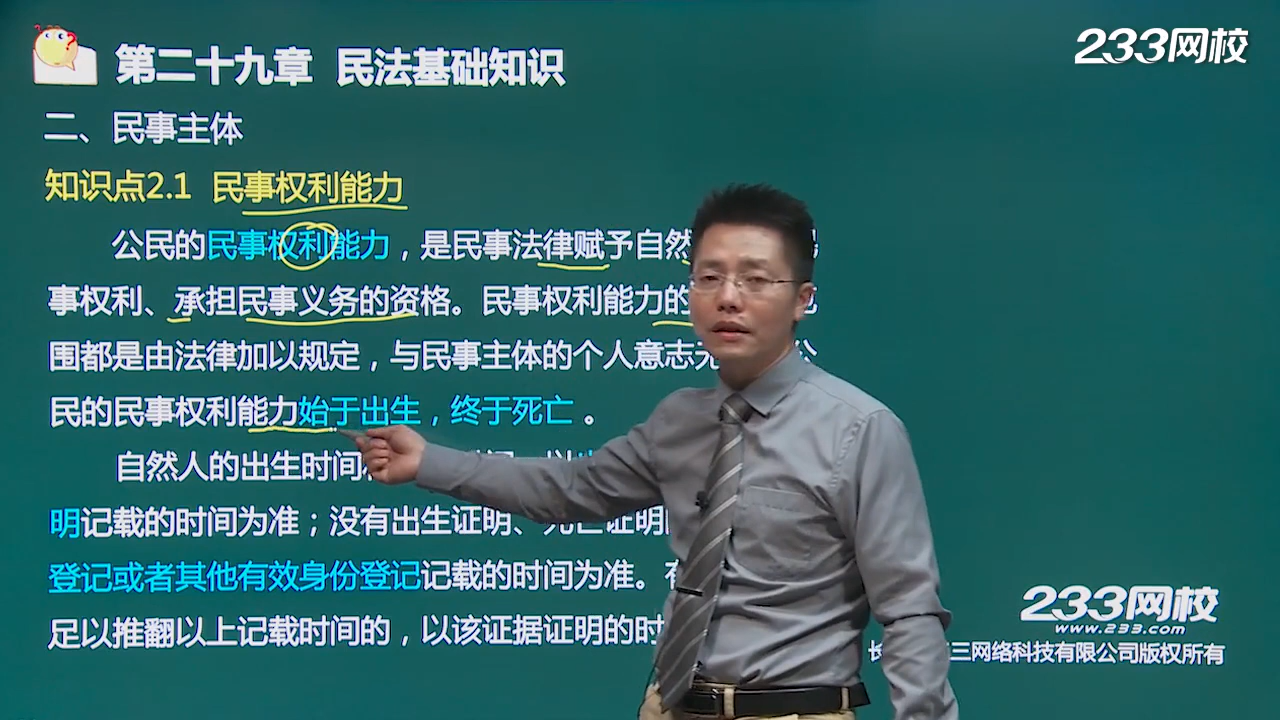 第二十九章 民法基础知识
233网校
二、民事主体
知识点2.1 民事权利能力
公民的民事权利能力，是民事法律赋予自然
事权利、承担民事义务的资格。民事权利能力的
围都是由法律加以规定，与民事主体的个人意志
民的民事权利能力始于出生，终于死亡。
自然人的出生时间
明记载的时间为准；没有出生证明、死亡证明
登记或者其他有效身份登记记载的时间为准。
足以推翻以上记载时间的，以该证据证明的时
233网校
www.233.com
三网络科技有限公司版权所有